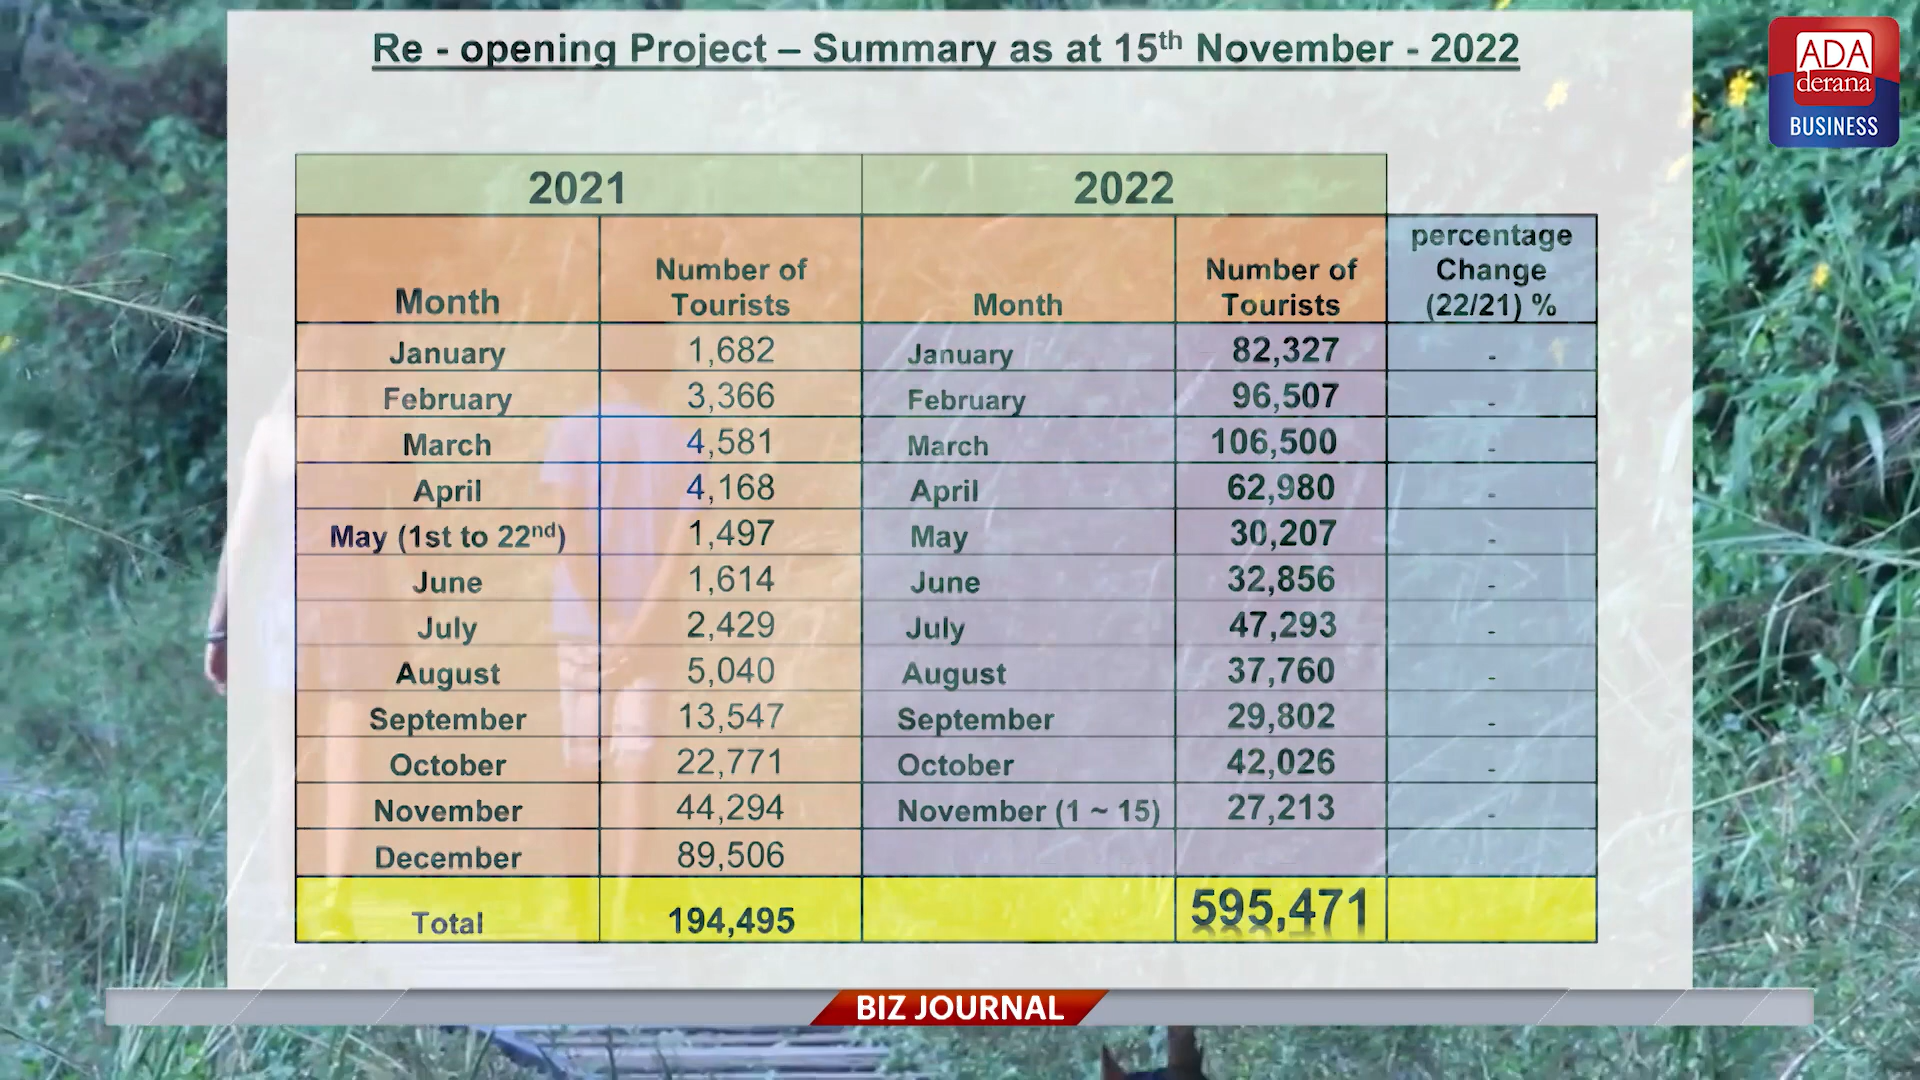 Re - opening Project – Summary as at 15th November - 2022
ADA
derana
BUSINESS
2021 2022
Month Number of Tourists Month Number of Tourists percentage Change (22/21) %
January 1,682 January 82,327 -
February 3,366 February 96,507 -
March 4,581 March 106,500 -
April 4,168 April 62,980 -
May (1st to 22nd) 1,497 May 30,207 -
June 1,614 June 32,856 -
July 2,429 July 47,293 -
August 5,040 August 37,760 -
September 13,547 September 29,802 -
October 22,771 October 42,026 -
November 44,294 November (1 ~ 15) 27,213 -
December 89,506
Total 194,495 595,471
BIZ JOURNAL